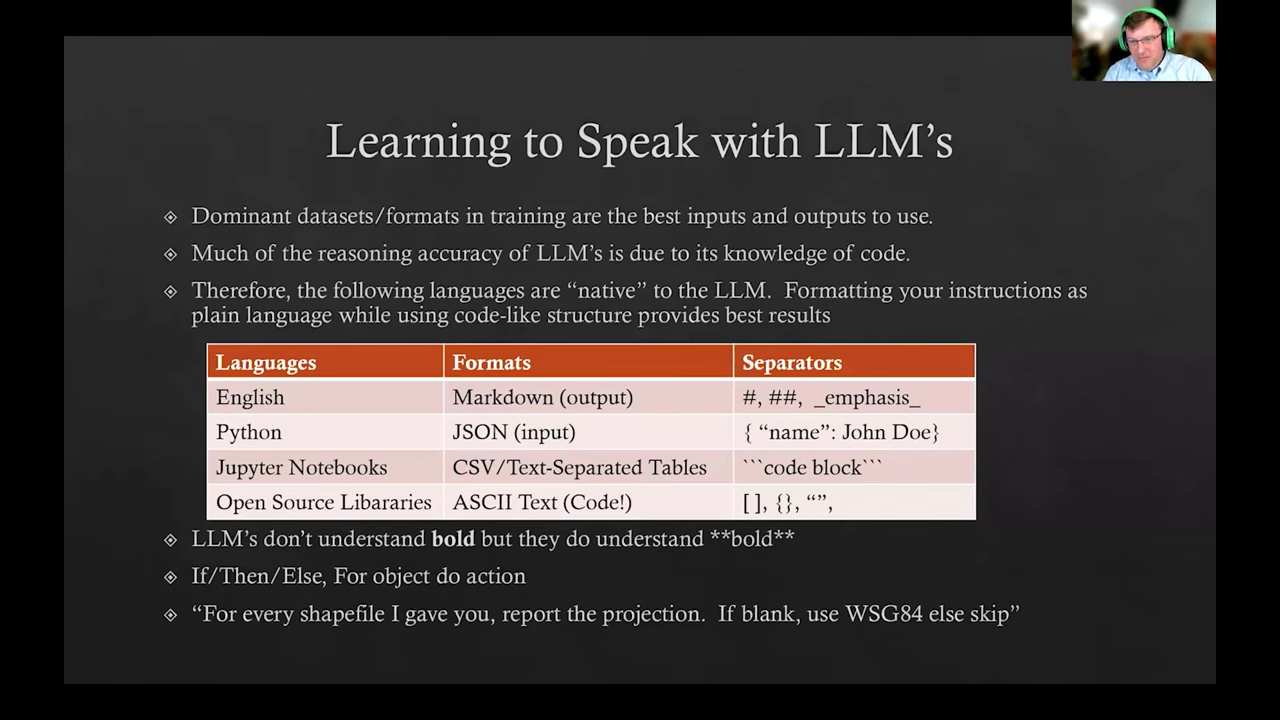 Learning to Speak with LLM’s
Dominant datasets/formats in training are the best inputs and outputs to use.
Much of the reasoning accuracy of LLM’s is due to its knowledge of code.
Therefore, the following languages are “native” to the LLM.  Formatting your instructions as
plain language while using code-like structure provides best results
Languages Formats Separators
English Markdown (output) #, ##,  _emphasis_
Python JSON (input) { “name”: John Doe}
Jupyter Notebooks CSV/Text-Separated Tables ```code block```
Open Source Libararies ASCII Text (Code!) [ ], {}, “”,
LLM’s don’t understand bold but they do understand **bold**
If/Then/Else, For object do action
“For every shapefile I gave you, report the projection.  If blank, use WSG84 else skip”